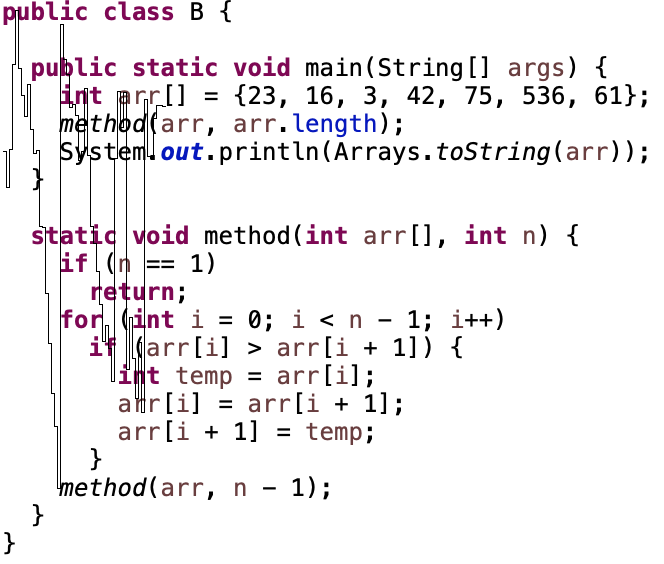 public class B {
public static void main(String[] args) {
int arr[] = {23, 16, 3, 42, 75, 536, 61};
method(arr, arr.length);
System.out.println(Arrays.toString(arr));
}
static void method(int arr[], int n) {
if (n == 1)
return;
for (int i = 0; i < n - 1; i++)
if (arr[i] > arr[i + 1]) {
int temp = arr[i];
arr[i] = arr[i + 1];
arr[i + 1] = temp;
}
method(arr, n - 1);
}
}